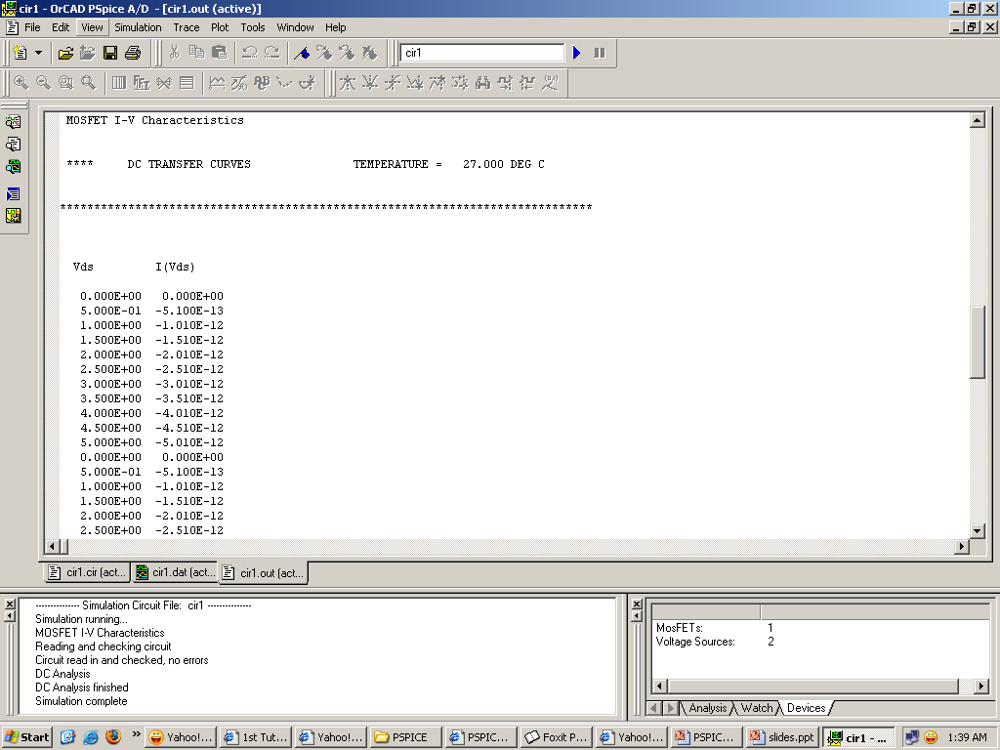 cir1 - OrCAD PSpice A/D - [cir1.out (active)]
File Edit View Simulation Trace Plot Tools Window Help
cir1
MOSFET I-V Characteristics
**** DC TRANSFER CURVES TEMPERATURE = 27.000 DEG C
******************************************************************************
Vds I(Vds)
0.000E+00 0.000E+00
5.000E-01 -5.100E-13
1.000E+00 -1.010E-12
1.500E+00 -1.510E-12
2.000E+00 -2.010E-12
2.500E+00 -2.510E-12
3.000E+00 -3.010E-12
3.500E+00 -3.510E-12
4.000E+00 -4.010E-12
4.500E+00 -4.510E-12
5.000E+00 -5.010E-12
0.000E+00 0.000E+00
5.000E-01 -5.100E-13
1.000E+00 -1.010E-12
1.500E+00 -1.510E-12
2.000E+00 -2.010E-12
2.500E+00 -2.510E-12
cir1.cir (act... cir1.dat (act... cir1.out (act...
-------------- Simulation Circuit File: cir1 --------------
Simulation running...
MOSFET I-V Characteristics
Reading and checking circuit
Circuit read in and checked, no errors
DC Analysis
DC Analysis finished
Simulation complete
MosFETs: 1
Voltage Sources: 2
Analysis Watch Devices
Start » Yahoo!... 1st Tut... Yahoo!... PSPICE PSPIC... Foxit P... Yahoo!... PSPIC... slides.ppt cir1 - ... 1:39 AM